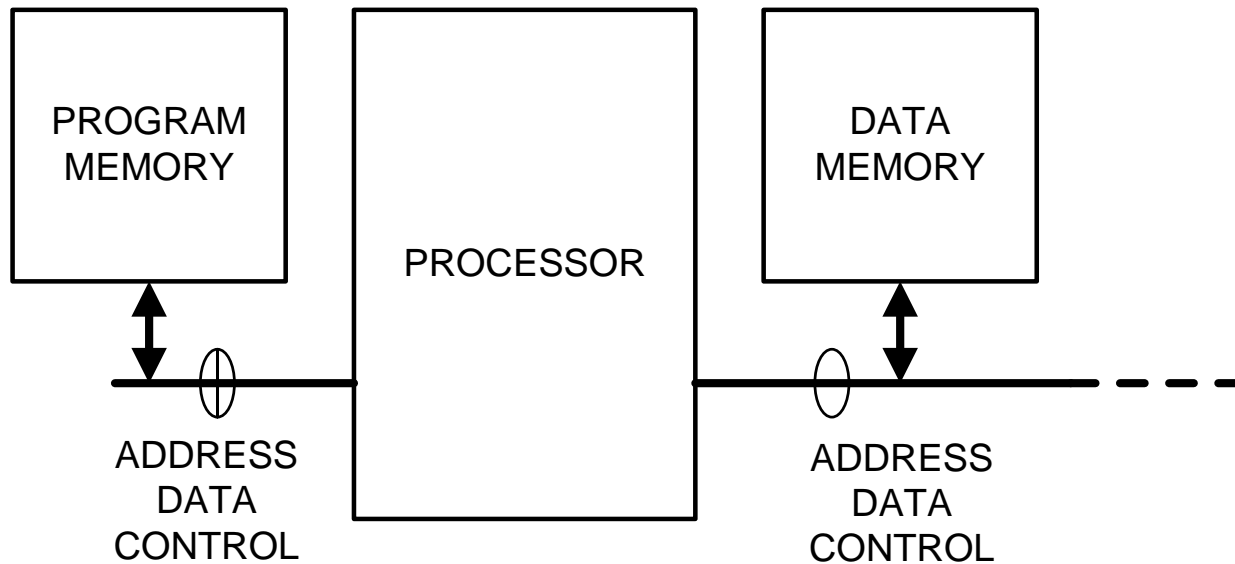 PROGRAM
MEMORY
PROCESSOR
DATA
MEMORY
ADDRESS
DATA
CONTROL
ADDRESS
DATA
CONTROL